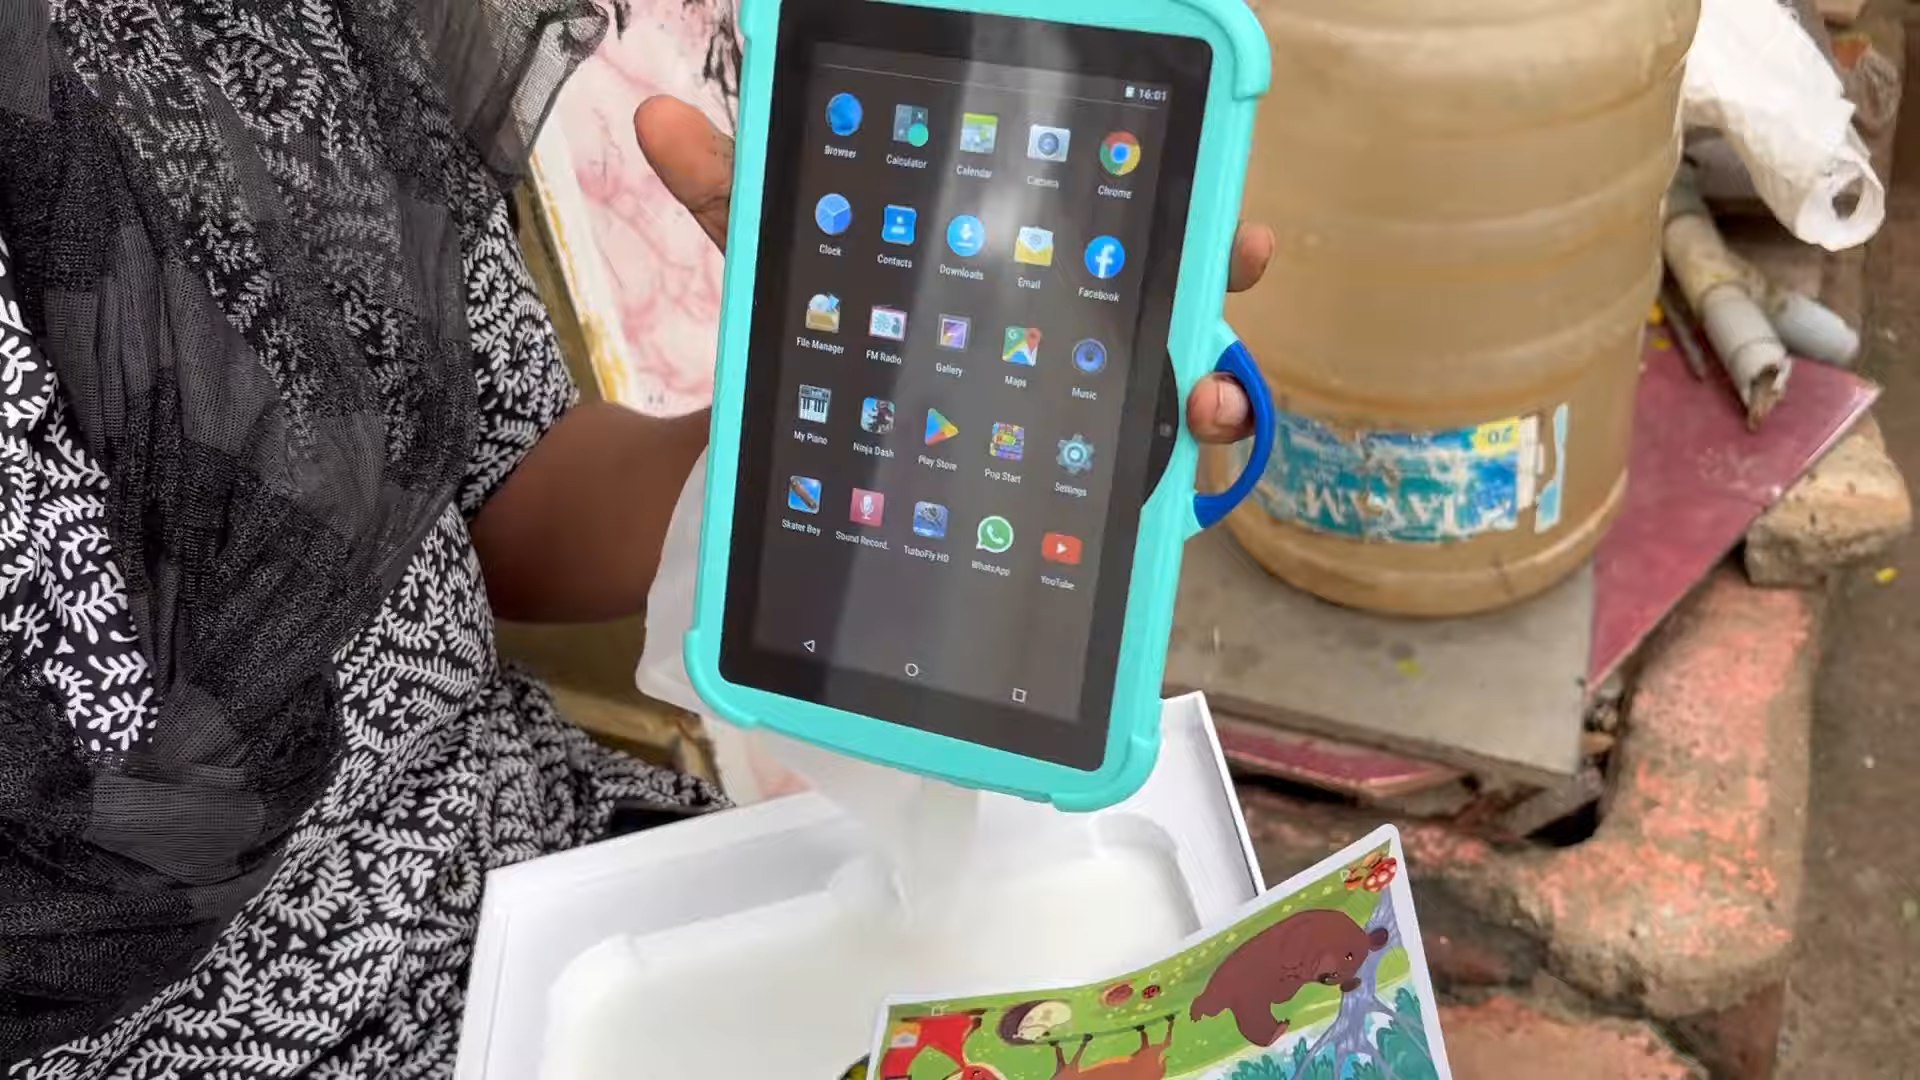 16:01
Browser Calculator Calendar Camera Chrome
Clock Contacts Downloads Email Facebook
File Manager FM Radio Gallery Maps Music
My Piano Ninja Dash Play Store Pop Start Settings
Skater Boy Sound Record.. TurboFly HD WhatsApp YouTube
20